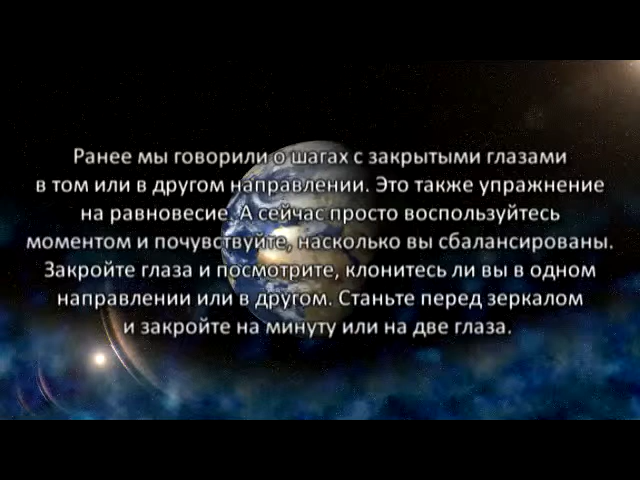 Ранее мы говорили о шагах с закрытыми глазами
в том или в другом направлении. Это также упражнение
на равновесие. А сейчас просто воспользуйтесь
моментом и почувствуйте, насколько вы сбалансированы.
Закройте глаза и посмотрите, клонитесь ли вы в одном
направлении или в другом. Станьте перед зеркалом
и закройте на минуту или на две глаза.